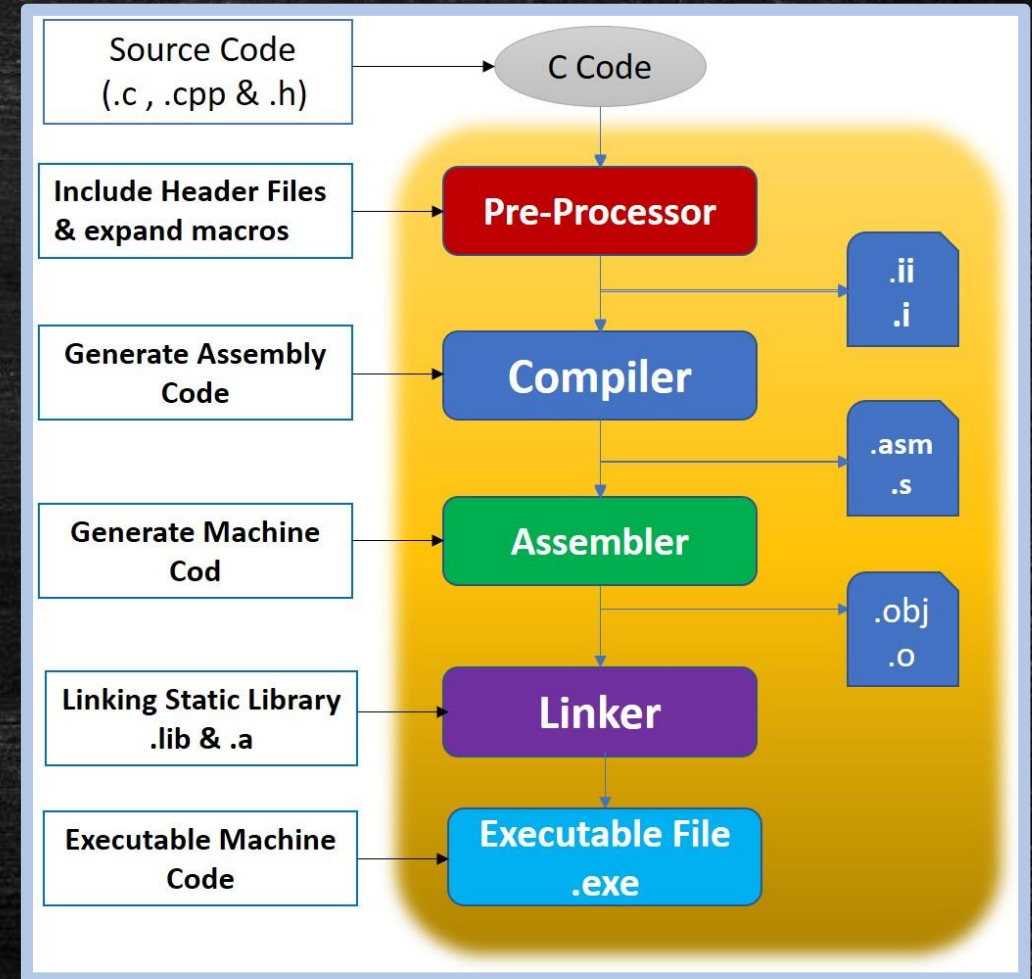 Source Code
(.c , .cpp & .h)
C Code
Include Header Files
& expand macros
Pre-Processor
.ii
.i
Generate Assembly
Code
Compiler
.asm
.s
Generate Machine
Cod
Assembler
.obj
.o
Linking Static Library
.lib & .a
Linker
Executable Machine
Code
Executable File
.exe